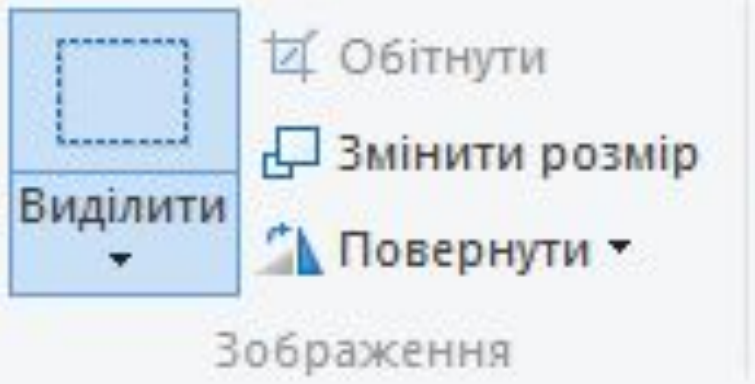 Виділити
Обітнути
Змінити розмір
Повернути
Зображення